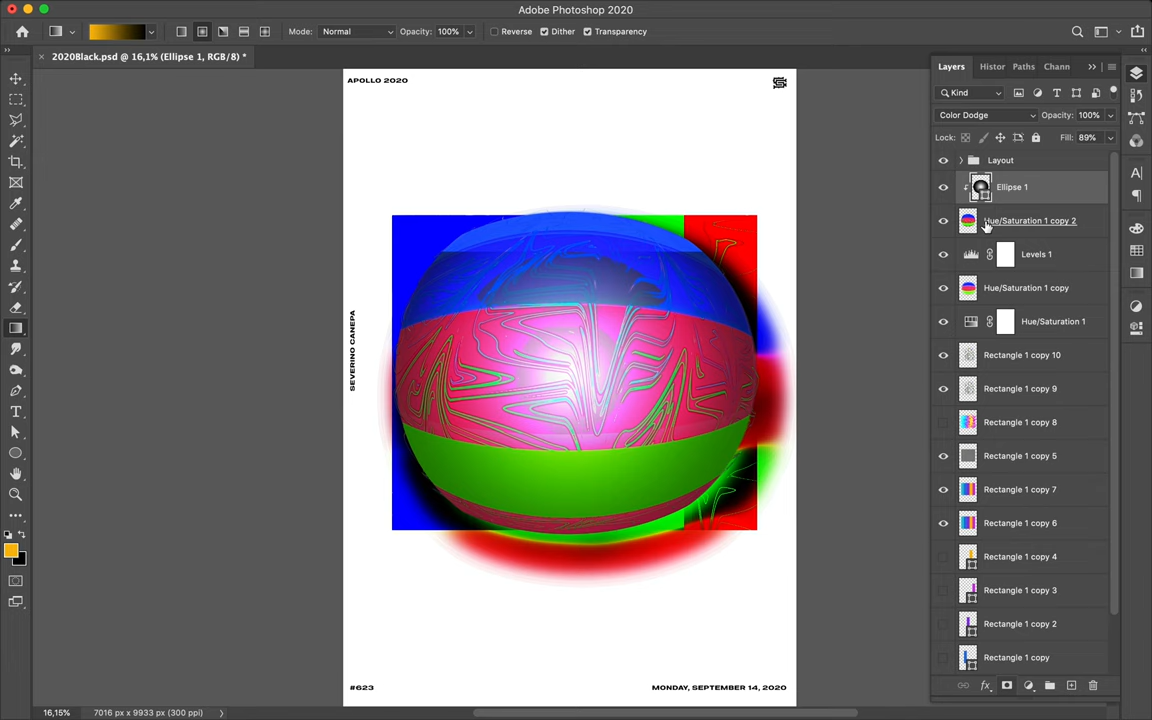 Adobe Photoshop 2020
Mode: Normal Opacity: 100% Reverse Dither Transparency
2020Black.psd @ 16,1% (Ellipse 1, RGB/8) *
Layers Histor Paths Chann
Kind
Color Dodge Opacity: 100%
Lock: Fill: 89%
Layout
Ellipse 1
Hue/Saturation 1 copy 2
Levels 1
Hue/Saturation 1 copy
Hue/Saturation 1
Rectangle 1 copy 10
Rectangle 1 copy 9
Rectangle 1 copy 8
Rectangle 1 copy 5
Rectangle 1 copy 7
Rectangle 1 copy 6
Rectangle 1 copy 4
Rectangle 1 copy 3
Rectangle 1 copy 2
Rectangle 1 copy
APOLLO 2020
SEVERINO CANEPA
#623
MONDAY, SEPTEMBER 14, 2020
16,15% 7016 px x 9933 px (300 ppi)